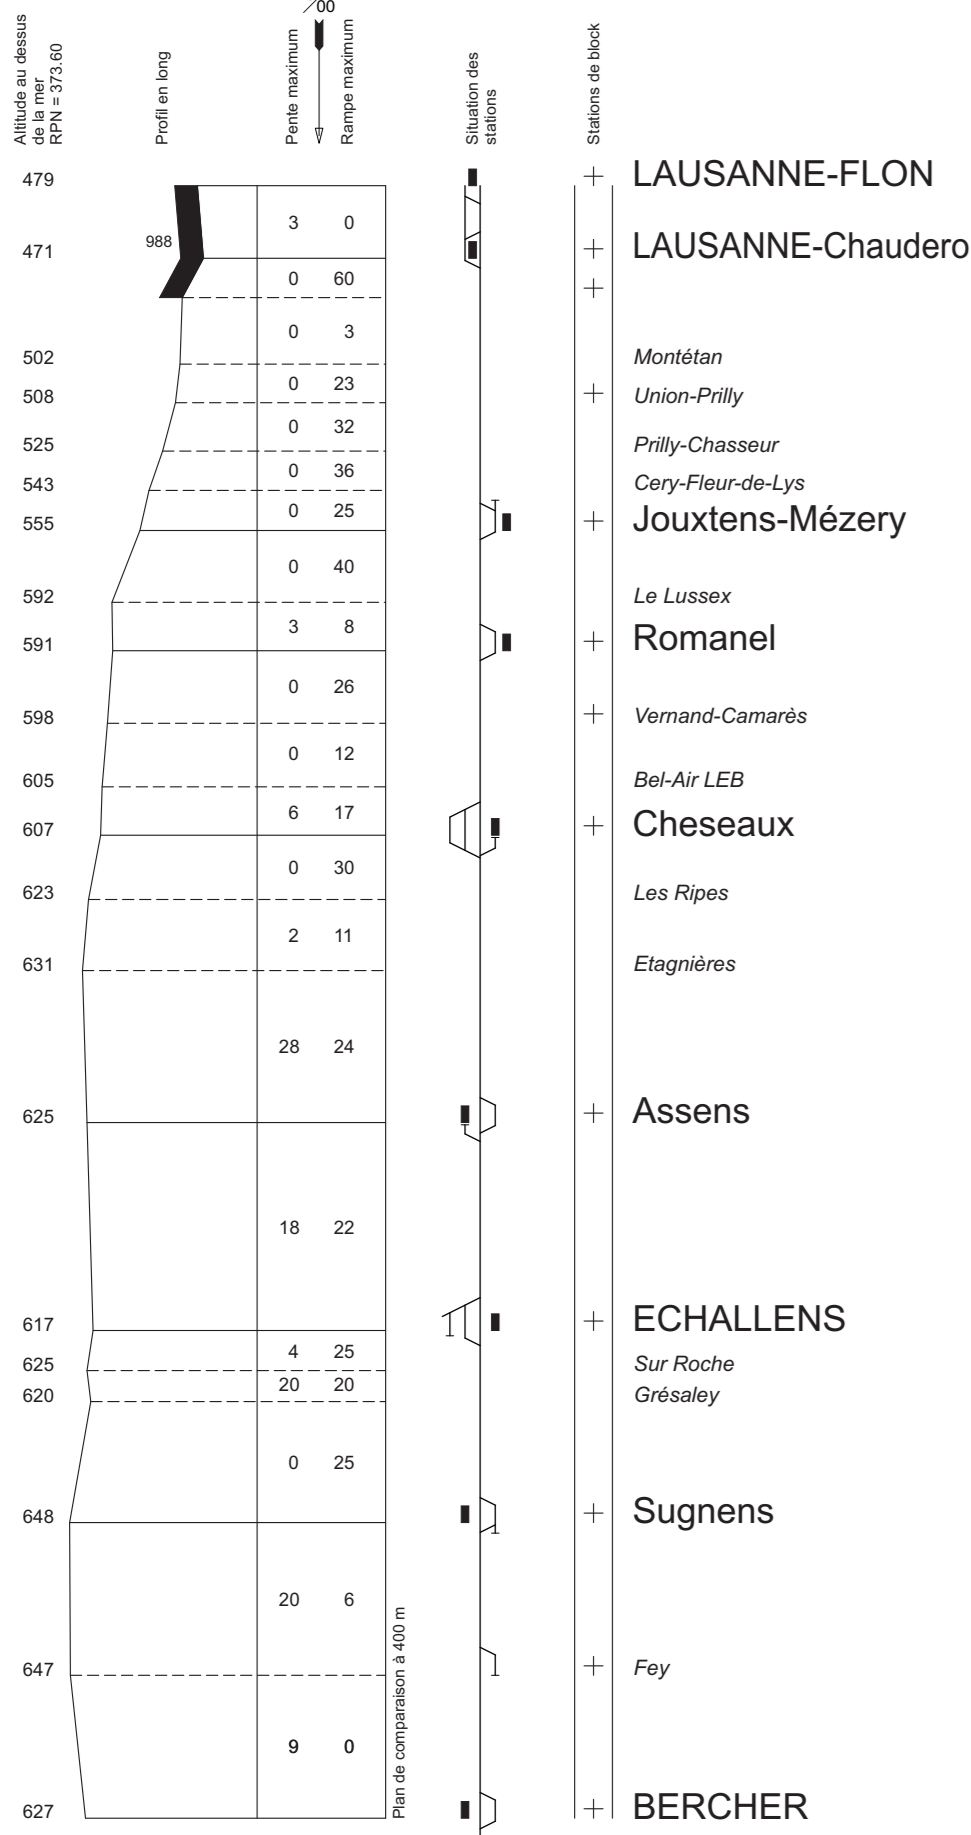 Altitude au dessus
de la mer
RPN = 373.60
Profil en long
Pente maximum
/00
Rampe maximum
Situation des
stations
Stations de block
479 LAUSANNE-FLON
3 0
988
471 LAUSANNE-Chaudero
0 60
0 3
502 Montétan
0 23
508 Union-Prilly
0 32
525 Prilly-Chasseur
0 36
543 Cery-Fleur-de-Lys
0 25
555 Jouxtens-Mézery
0 40
592 Le Lussex
3 8
591 Romanel
0 26
598 Vernand-Camarès
0 12
605 Bel-Air LEB
6 17
607 Cheseaux
0 30
623 Les Ripes
2 11
631 Etagnières
28 24
625 Assens
18 22
617 ECHALLENS
4 25
625 Sur Roche
20 20
620 Grésaley
0 25
648 Sugnens
20 6
647 Fey
9 0
Plan de comparaison à 400 m
627 BERCHER